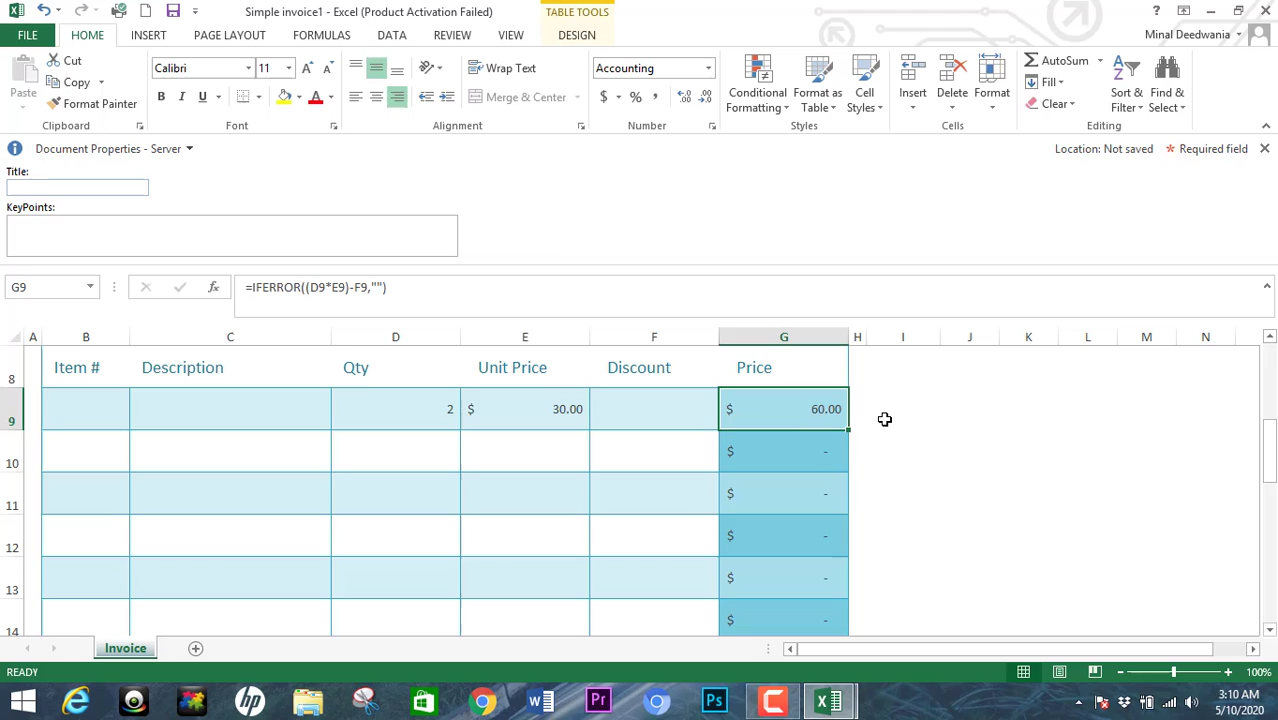 Simple invoice1 - Excel (Product Activation Failed)
TABLE TOOLS
FILE HOME INSERT PAGE LAYOUT FORMULAS DATA REVIEW VIEW DESIGN
Minal Deedwania
Paste
Cut
Copy
Format Painter
Calibri 11
B I U A
Wrap Text
Merge & Center
Accounting
$ % ,
Conditional Formatting
Format as Table
Cell Styles
Insert Delete Format
AutoSum
Fill
Clear
Sort & Filter
Find & Select
Clipboard Font Alignment Number Styles Cells Editing
Document Properties - Server
Location: Not saved
* Required field
Title:
KeyPoints:
G9
fx
=IFERROR((D9*E9)-F9,"")
A B C D E F G H I J K L M N
8 Item # Description Qty Unit Price Discount Price
9 2 $ 30.00 $ 60.00
10 $ -
11 $ -
12 $ -
13 $ -
14 $ -
Invoice
READY
100%
3:10 AM
5/10/2020